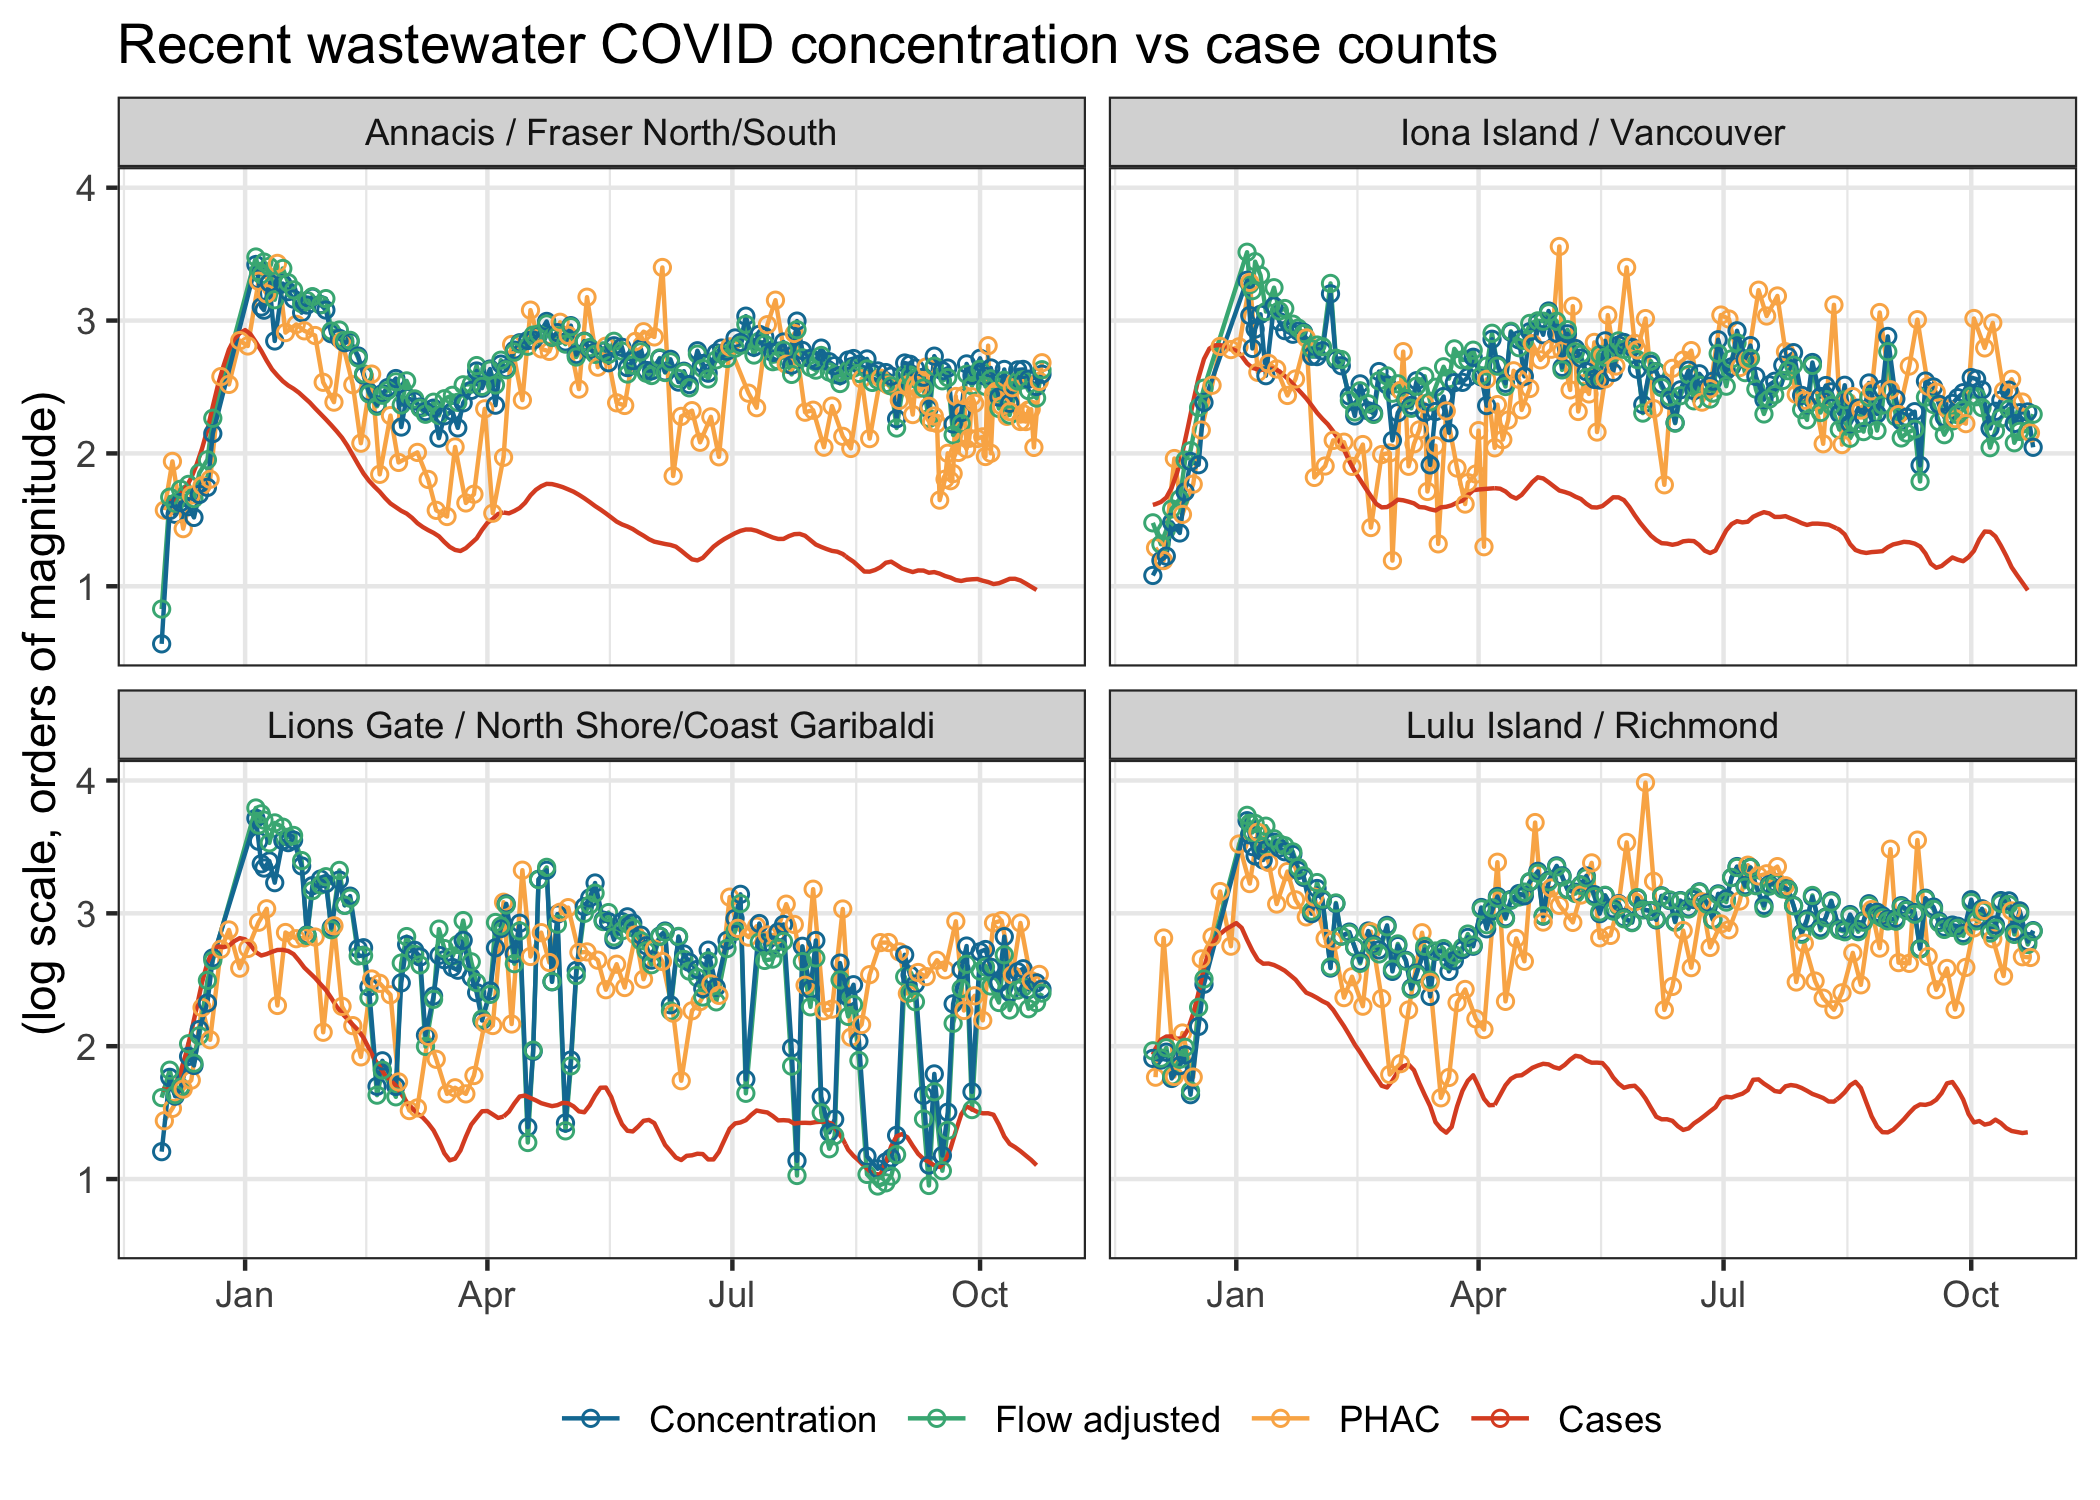 Recent wastewater COVID concentration vs case counts
Annacis / Fraser North/South
Iona Island / Vancouver
4
3
2
1
(log scale, orders of magnitude)
Lions Gate / North Shore/Coast Garibaldi
Lulu Island / Richmond
4
3
2
1
Jan Apr Jul Oct
Jan Apr Jul Oct
Concentration Flow adjusted PHAC Cases